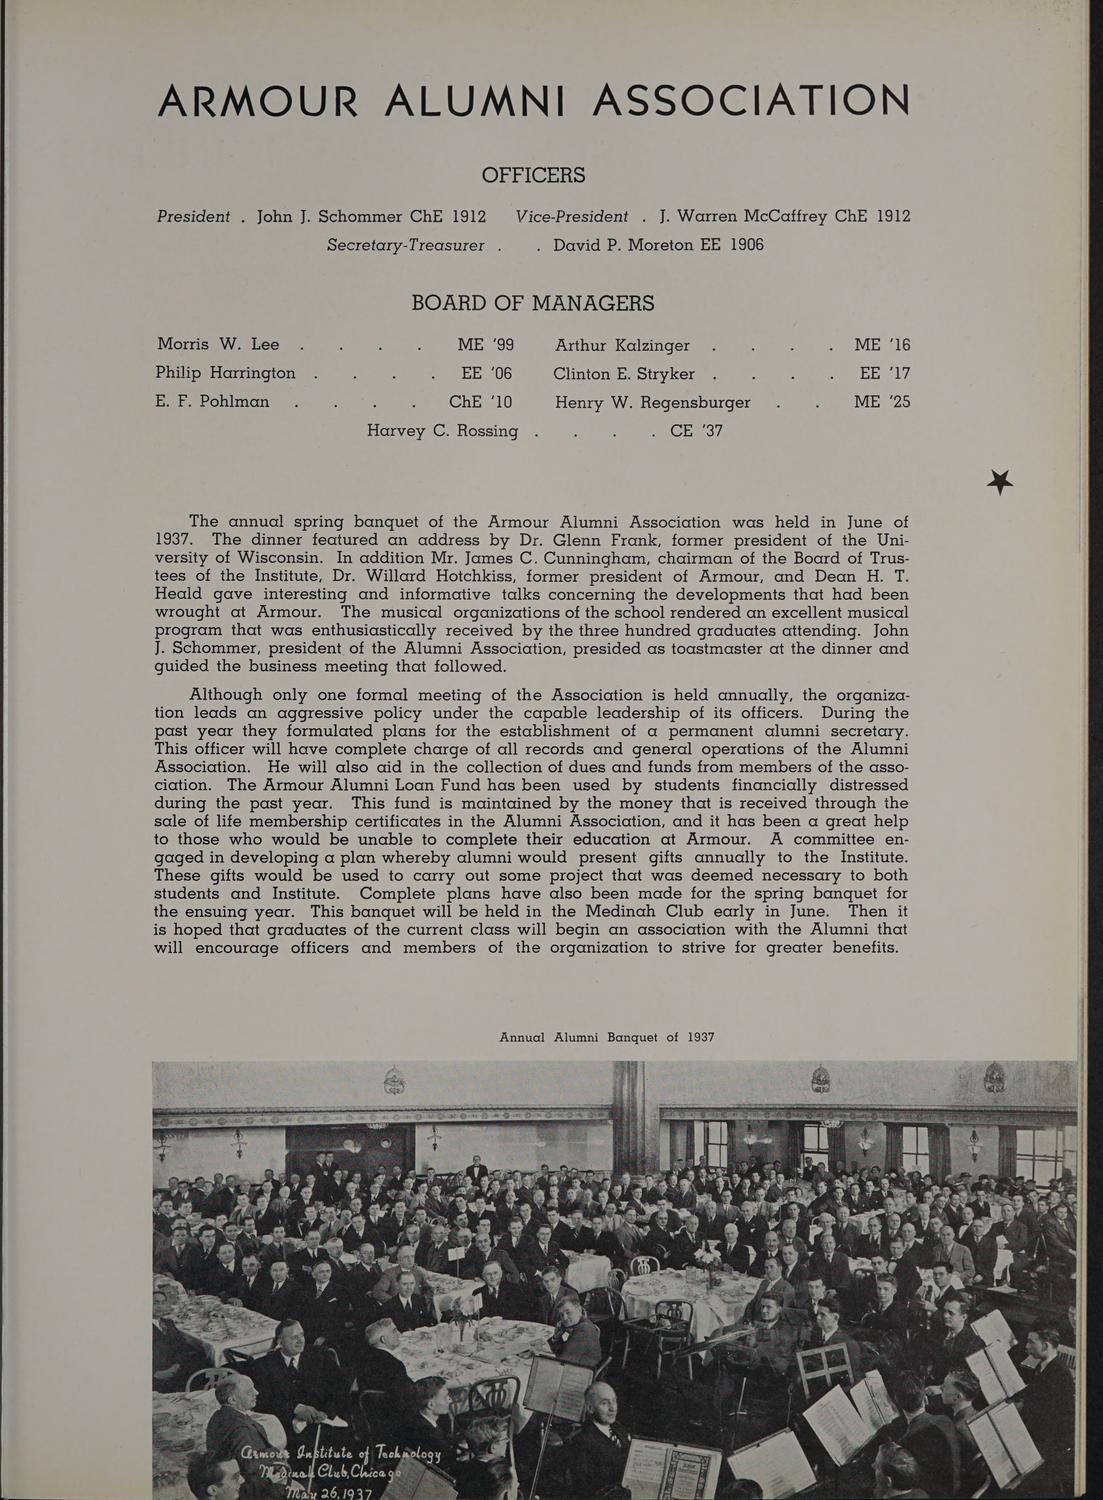 ARMOUR ALUMNI ASSOCIATION
OFFICERS
President . John J. Schommer ChE 1912 Vice-President . J. Warren McCaffrey ChE 1912
Secretary-Treasurer . . David P. Moreton EE 1906
BOARD OF MANAGERS
Morris W. Lee . . . . ME '99 Arthur Kalzinger . . . . ME '16
Philip Harrington . . . . EE '06 Clinton E. Stryker . . . . EE '17
E. F. Pohlman . . . . ChE '10 Henry W. Regensburger . . ME '25
Harvey C. Rossing . . . . CE '37
The annual spring banquet of the Armour Alumni Association was held in June of
1937. The dinner featured an address by Dr. Glenn Frank, former president of the Uni-
versity of Wisconsin. In addition Mr. James C. Cunningham, chairman of the Board of Trus-
tees of the Institute, Dr. Willard Hotchkiss, former president of Armour, and Dean H. T.
Heald gave interesting and informative talks concerning the developments that had been
wrought at Armour. The musical organizations of the school rendered an excellent musical
program that was enthusiastically received by the three hundred graduates attending. John
J. Schommer, president of the Alumni Association, presided as toastmaster at the dinner and
guided the business meeting that followed.
Although only one formal meeting of the Association is held annually, the organiza-
tion leads an aggressive policy under the capable leadership of its officers. During the
past year they formulated plans for the establishment of a permanent alumni secretary.
This officer will have complete charge of all records and general operations of the Alumni
Association. He will also aid in the collection of dues and funds from members of the asso-
ciation. The Armour Alumni Loan Fund has been used by students financially distressed
during the past year. This fund is maintained by the money that is received through the
sale of life membership certificates in the Alumni Association, and it has been a great help
to those who would be unable to complete their education at Armour. A committee en-
gaged in developing a plan whereby alumni would present gifts annually to the Institute.
These gifts would be used to carry out some project that was deemed necessary to both
students and Institute. Complete plans have also been made for the spring banquet for
the ensuing year. This banquet will be held in the Medinah Club early in June. Then it
is hoped that graduates of the current class will begin an association with the Alumni that
will encourage officers and members of the organization to strive for greater benefits.
Annual Alumni Banquet of 1937
Armour Institute of Technology
Medinah Club, Chicago
May 26, 1937